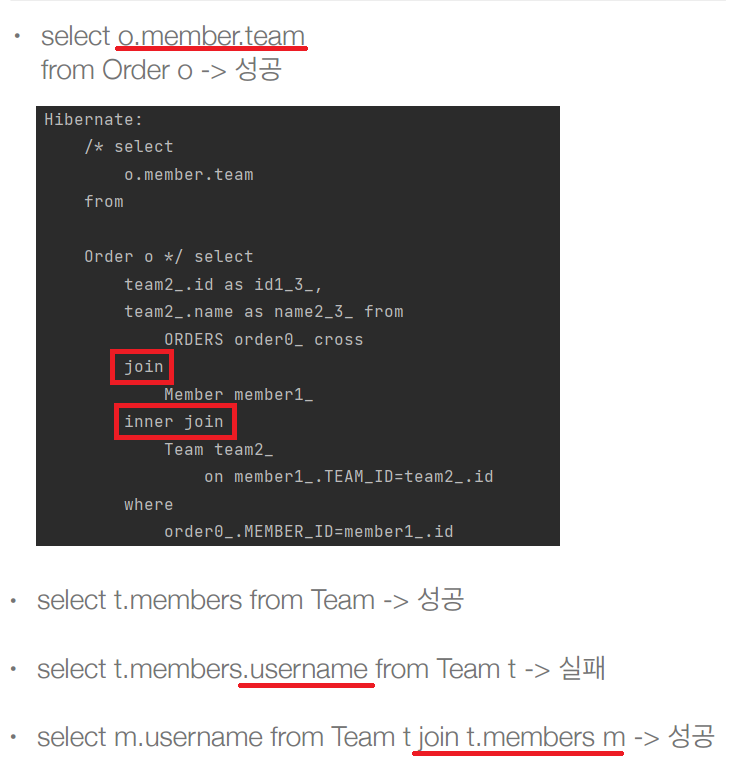 • select o.member.team
from Order o -> 성공
Hibernate:
/* select
o.member.team
from
Order o */ select
team2_.id as id1_3_,
team2_.name as name2_3_ from
ORDERS order0_ cross
join
Member member1_
inner join
Team team2_
on member1_.TEAM_ID=team2_.id
where
order0_.MEMBER_ID=member1_.id
• select t.members from Team -> 성공
• select t.members.username from Team t -> 실패
• select m.username from Team t join t.members m -> 성공